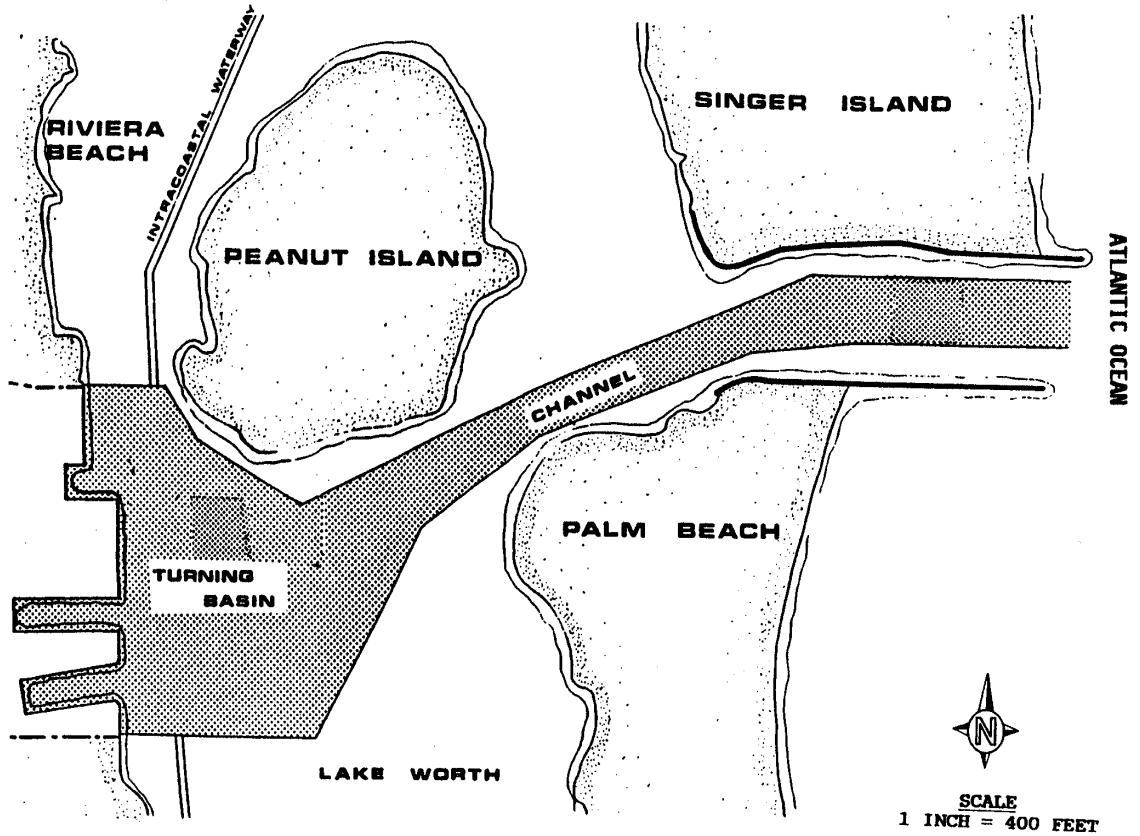 INTRACOASTAL WATERWAY
RIVIERA
BEACH
SINGER ISLAND
PEANUT ISLAND
ATLANTIC OCEAN
CHANNEL
PALM BEACH
TURNING
BASIN
LAKE WORTH
N
SCALE
1 INCH = 400 FEET